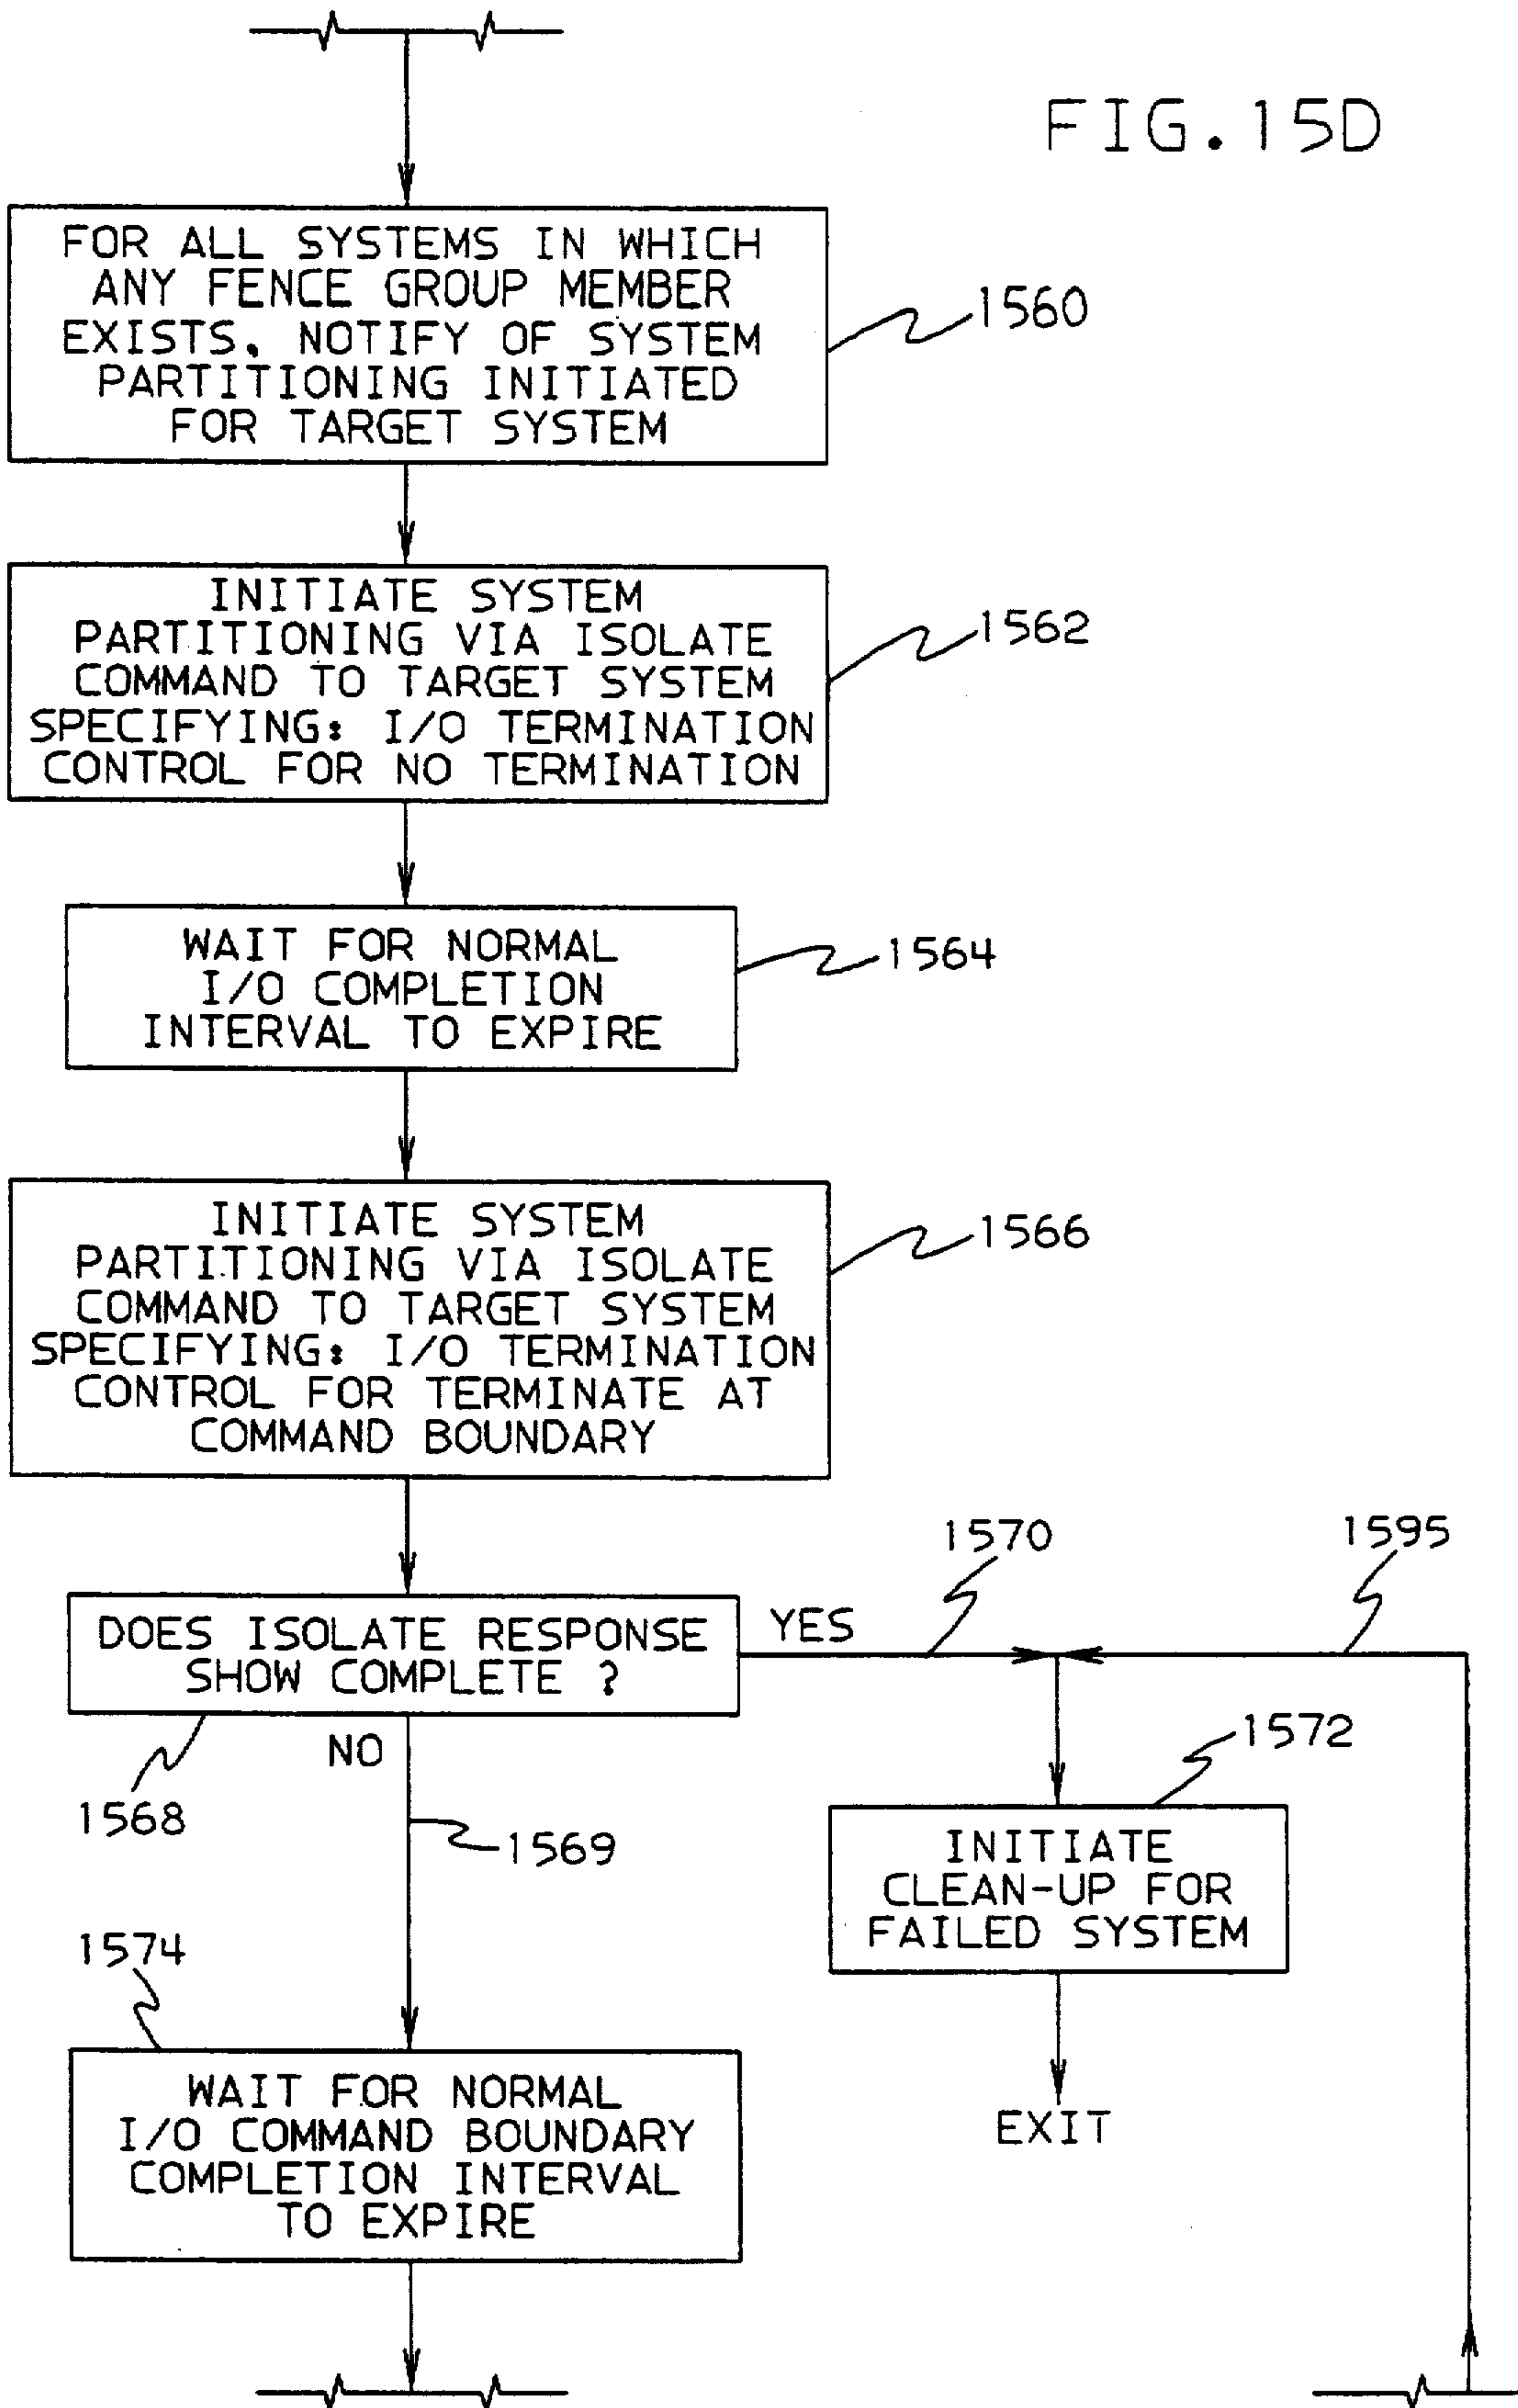 FIG.15D
FOR ALL SYSTEMS IN WHICH
ANY FENCE GROUP MEMBER
EXISTS, NOTIFY OF SYSTEM
PARTITIONING INITIATED
FOR TARGET SYSTEM
1560
INITIATE SYSTEM
PARTITIONING VIA ISOLATE
COMMAND TO TARGET SYSTEM
SPECIFYING: I/O TERMINATION
CONTROL FOR NO TERMINATION
1562
WAIT FOR NORMAL
I/O COMPLETION
INTERVAL TO EXPIRE
1564
INITIATE SYSTEM
PARTITIONING VIA ISOLATE
COMMAND TO TARGET SYSTEM
SPECIFYING: I/O TERMINATION
CONTROL FOR TERMINATE AT
COMMAND BOUNDARY
1566
1570
1595
DOES ISOLATE RESPONSE
SHOW COMPLETE ?
YES
NO
1568
1569
1572
INITIATE
CLEAN-UP FOR
FAILED SYSTEM
EXIT
1574
WAIT FOR NORMAL
I/O COMMAND BOUNDARY
COMPLETION INTERVAL
TO EXPIRE